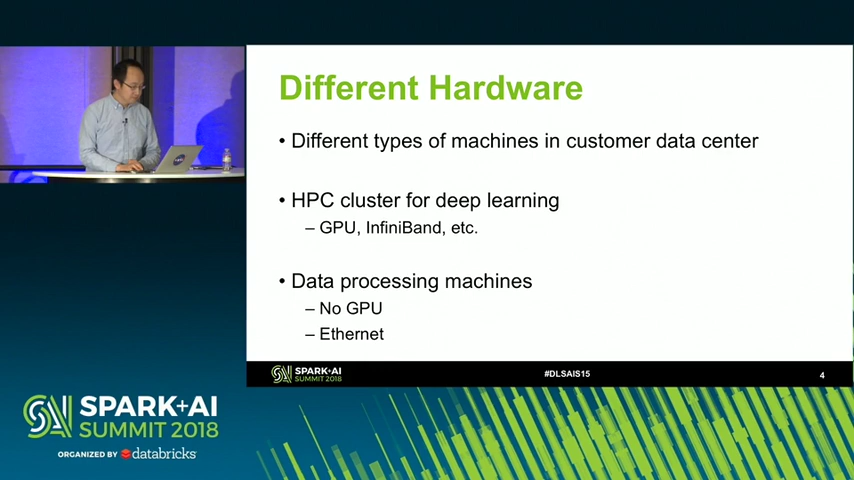 Different Hardware
• Different types of machines in customer data center
• HPC cluster for deep learning
– GPU, InfiniBand, etc.
• Data processing machines
– No GPU
– Ethernet
SPARK+AI
SUMMIT 2018
#DLSAIS15
4
SPARK+AI
SUMMIT 2018
ORGANIZED BY databricks